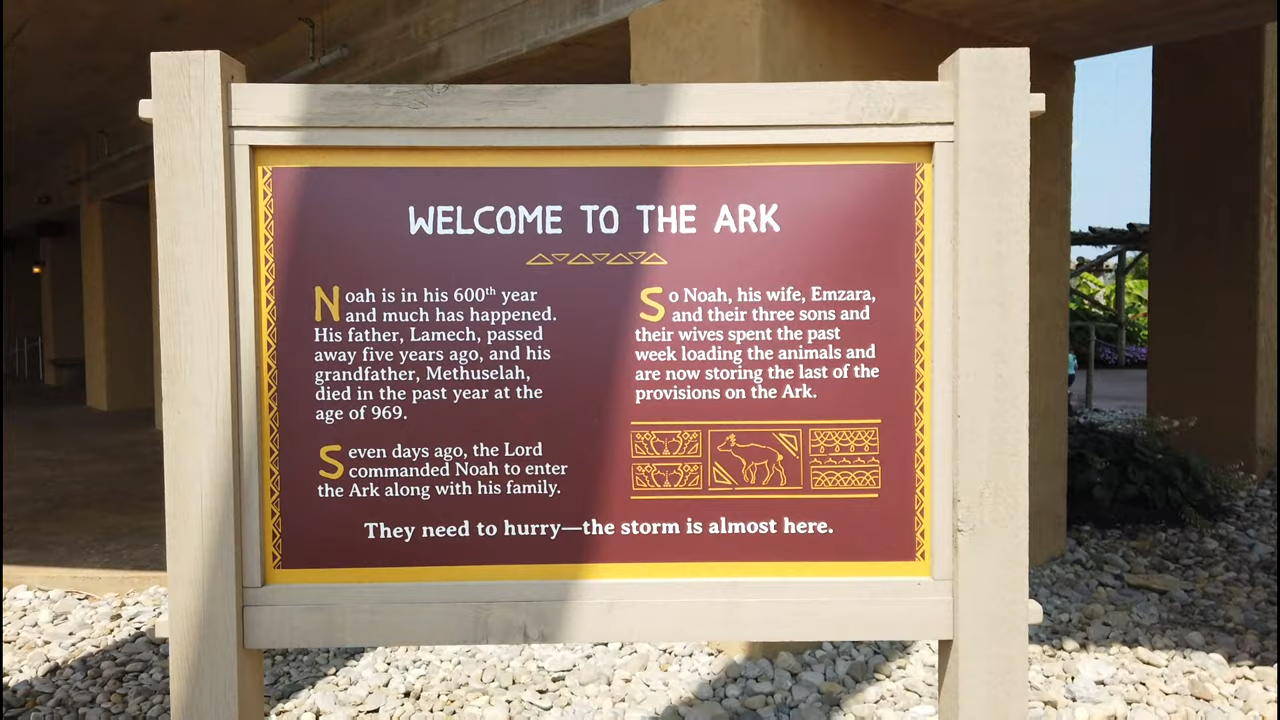 WELCOME TO THE ARK
Noah is in his 600th year
and much has happened.
His father, Lamech, passed
away five years ago, and his
grandfather, Methuselah,
died in the past year at the
age of 969.
Seven days ago, the Lord
commanded Noah to enter
the Ark along with his family.
So Noah, his wife, Emzara,
and their three sons and
their wives spent the past
week loading the animals and
are now storing the last of the
provisions on the Ark.
They need to hurry—the storm is almost here.